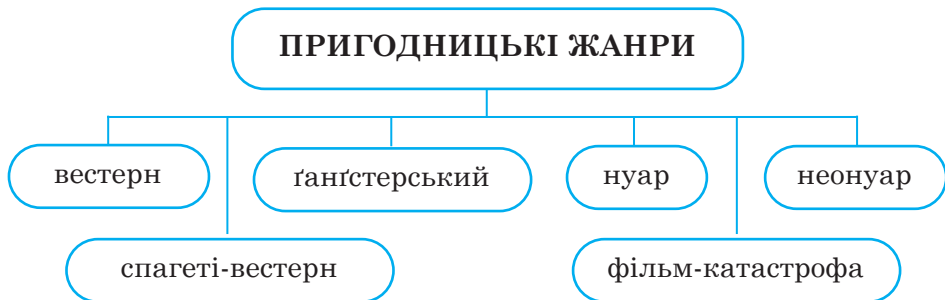 ПРИГОДНИЦЬКІ ЖАНРИ
вестерн
ґанґстерський
нуар
неонуар
спагеті-вестерн
фільм-катастрофа